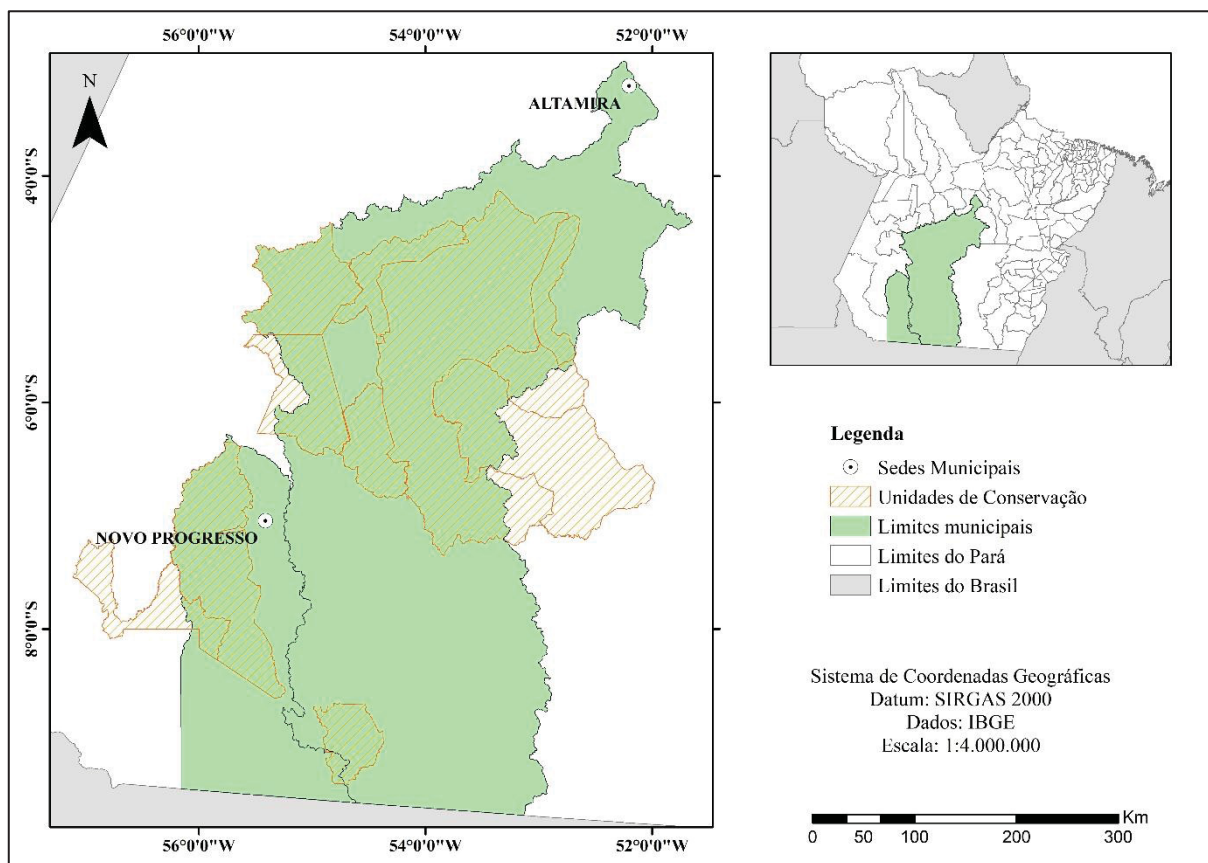 56°0'0"W 54°0'0"W 52°0'0"W
N
ALTAMIRA
4°0'0"S
6°0'0"S
NOVO PROGRESSO
8°0'0"S
56°0'0"W 54°0'0"W 52°0'0"W
Legenda
Sedes Municipais
Unidades de Conservação
Limites municipais
Limites do Pará
Limites do Brasil
Sistema de Coordenadas Geográficas
Datum: SIRGAS 2000
Dados: IBGE
Escala: 1:4.000.000
Km
0 50 100 200 300